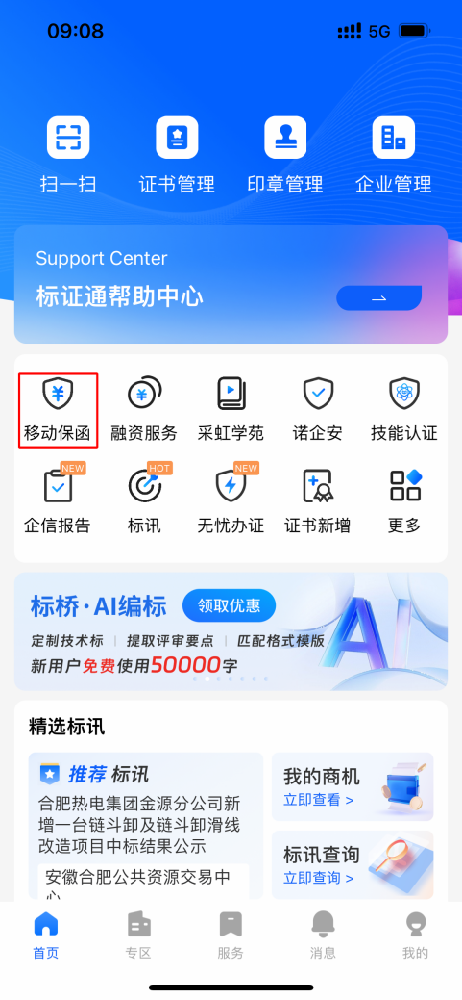 09:08 5G
扫一扫 证书管理 印章管理 企业管理
Support Center
标证通帮助中心
移动保函 融资服务 采虹学苑 诺企安 技能认证
NEW HOT NEW
企信报告 标讯 无忧办证 证书新增 更多
标桥·AI编标 领取优惠
定制技术标 | 提取评审要点 | 匹配格式模版
新用户免费使用50000字
精选标讯
推荐 标讯
合肥热电集团金源分公司新
增一台链斗卸及链斗卸滑线
改造项目中标结果公示
安徽合肥公共资源交易中
心
我的商机
立即查看 >
标讯查询
立即查询 >
首页 专区 服务 消息 我的